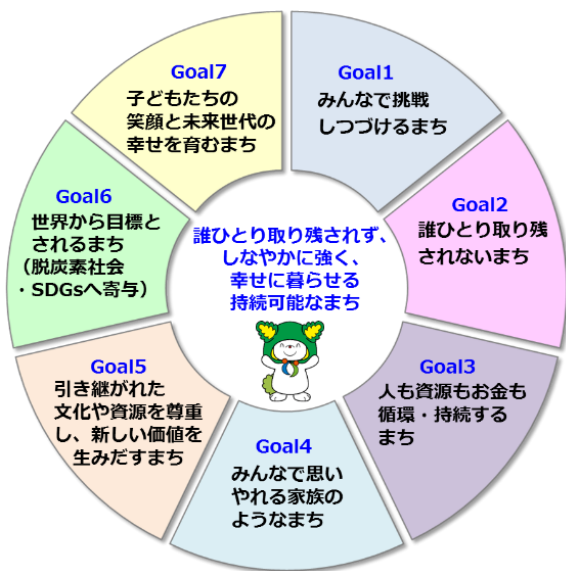 Goal1
みんなで挑戦
しつづけるまち
Goal2
誰ひとり取り残
されないまち
Goal3
人も資源もお金も
循環・持続する
まち
Goal4
みんなで思い
やれる家族の
ようなまち
Goal5
引き継がれた
文化や資源を尊重
し、新しい価値を
生みだすまち
Goal6
世界から目標と
されるまち
（脱炭素社会
・SDGsへ寄与）
Goal7
子どもたちの
笑顔と未来世代の
幸せを育むまち
誰ひとり取り残されず、
しなやかに強く、
幸せに暮らせる
持続可能なまち